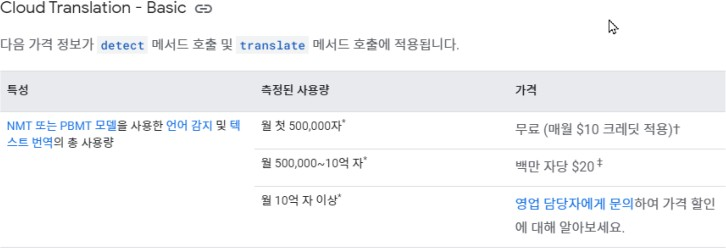 Cloud Translation - Basic
다음 가격 정보가 detect 메서드 호출 및 translate 메서드 호출에 적용됩니다.
특성 측정된 사용량 가격
NMT 또는 PBMT 모델을 사용한 언어 감지 및 텍
스트 번역의 총 사용량
월 첫 500,000자*
무료 (매월 $10 크레딧 적용)†
월 500,000~10억 자*
백만 자당 $20‡
월 10억 자 이상*
영업 담당자에게 문의하여 가격 할인
에 대해 알아보세요.